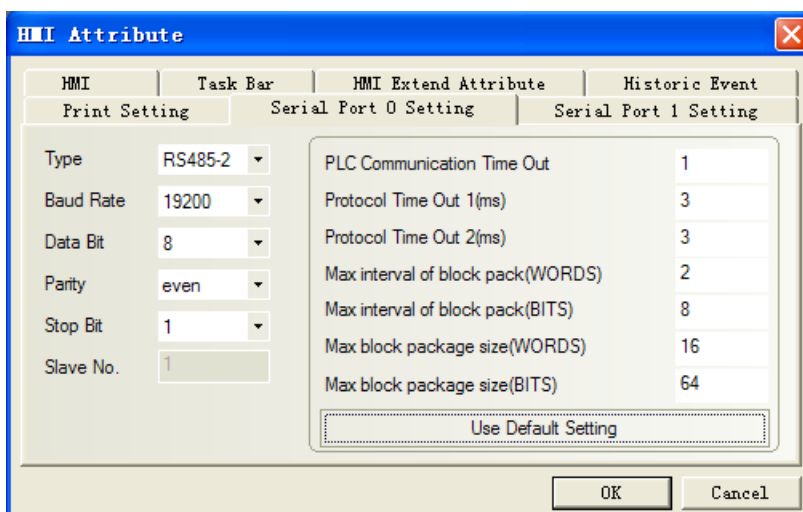 HMI Attribute
HMI Task Bar HMI Extend Attribute Historic Event
Print Setting Serial Port 0 Setting Serial Port 1 Setting
Type RS485-2
Baud Rate 19200
Data Bit 8
Parity even
Stop Bit 1
Slave No. 1
PLC Communication Time Out 1
Protocol Time Out 1(ms) 3
Protocol Time Out 2(ms) 3
Max interval of block pack(WORDS) 2
Max interval of block pack(BITS) 8
Max block package size(WORDS) 16
Max block package size(BITS) 64
Use Default Setting
OK Cancel